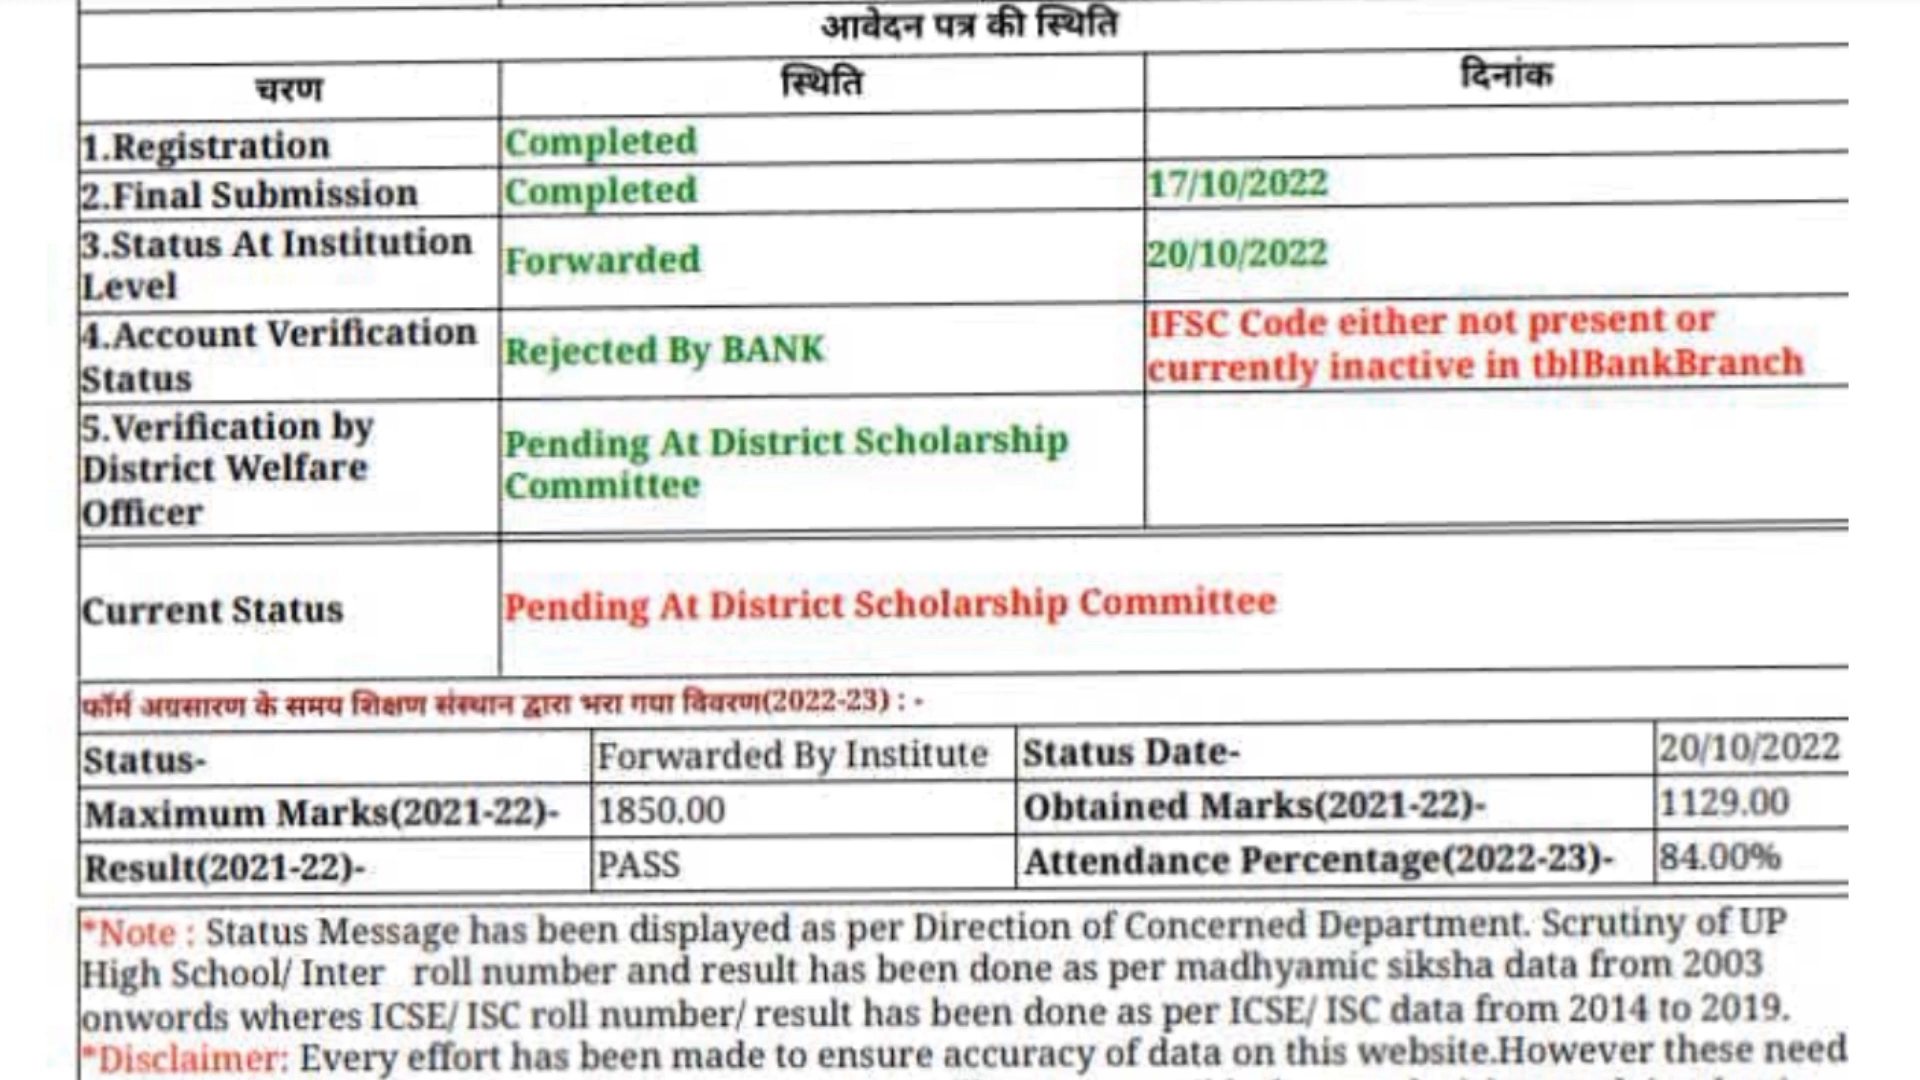 आवेदन पत्र की स्थिति
चरण स्थिति दिनांक
1.Registration Completed
2.Final Submission Completed 17/10/2022
3.Status At Institution Level Forwarded 20/10/2022
4.Account Verification Status Rejected By BANK IFSC Code either not present or currently inactive in tblBankBranch
5.Verification by District Welfare Officer Pending At District Scholarship Committee
Current Status Pending At District Scholarship Committee
फॉर्म अग्रसारण के समय शिक्षण संस्थान द्वारा भरा गया विवरण(2022-23) : -
Status- Forwarded By Institute Status Date- 20/10/2022
Maximum Marks(2021-22)- 1850.00 Obtained Marks(2021-22)- 1129.00
Result(2021-22)- PASS Attendance Percentage(2022-23)- 84.00%
*Note : Status Message has been displayed as per Direction of Concerned Department. Scrutiny of UP
High School/ Inter roll number and result has been done as per madhyamic siksha data from 2003
onwords wheres ICSE/ ISC roll number/ result has been done as per ICSE/ ISC data from 2014 to 2019.
*Disclaimer: Every effort has been made to ensure accuracy of data on this website.However these need